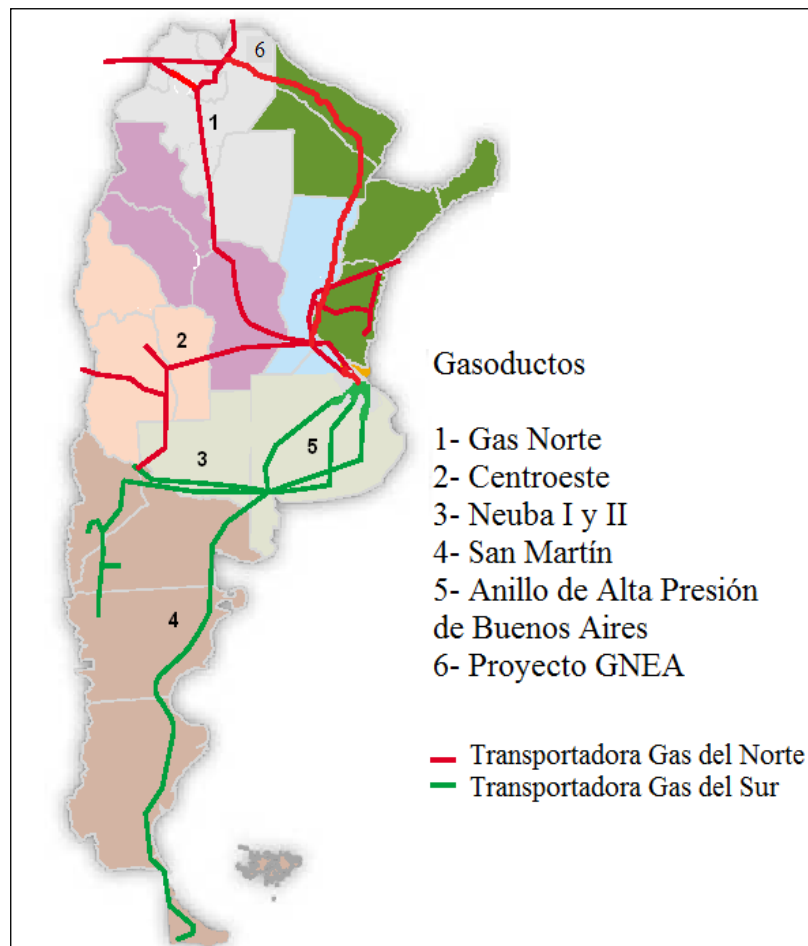 6
1
2
3
5
4
Gasoductos
1- Gas Norte
2- Centroeste
3- Neuba I y II
4- San Martín
5- Anillo de Alta Presión
de Buenos Aires
6- Proyecto GNEA
Transportadora Gas del Norte
Transportadora Gas del Sur